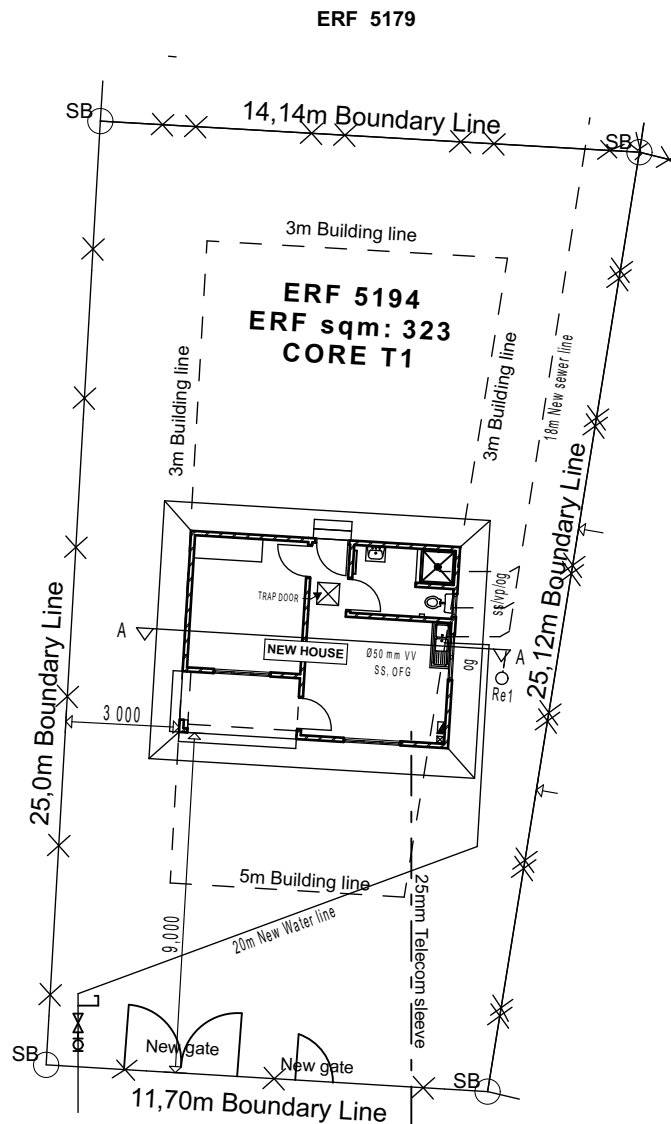 ERF 5179
SB
14,14m Boundary Line
SB
3m Building line
ERF 5194
ERF sqm: 323
CORE T1
3m Building line
3m Building line
18m New sewer line
25,12m Boundary Line
25,0m Boundary Line
TRAP DOOR
ss/vp/og
A
NEW HOUSE
Ø50 mm VV
SS, OFG
og
A
Re1
3 000
5m Building line
25mm Telecom sleeve
20m New Water line
9,000
New gate
New gate
SB
SB
11,70m Boundary Line